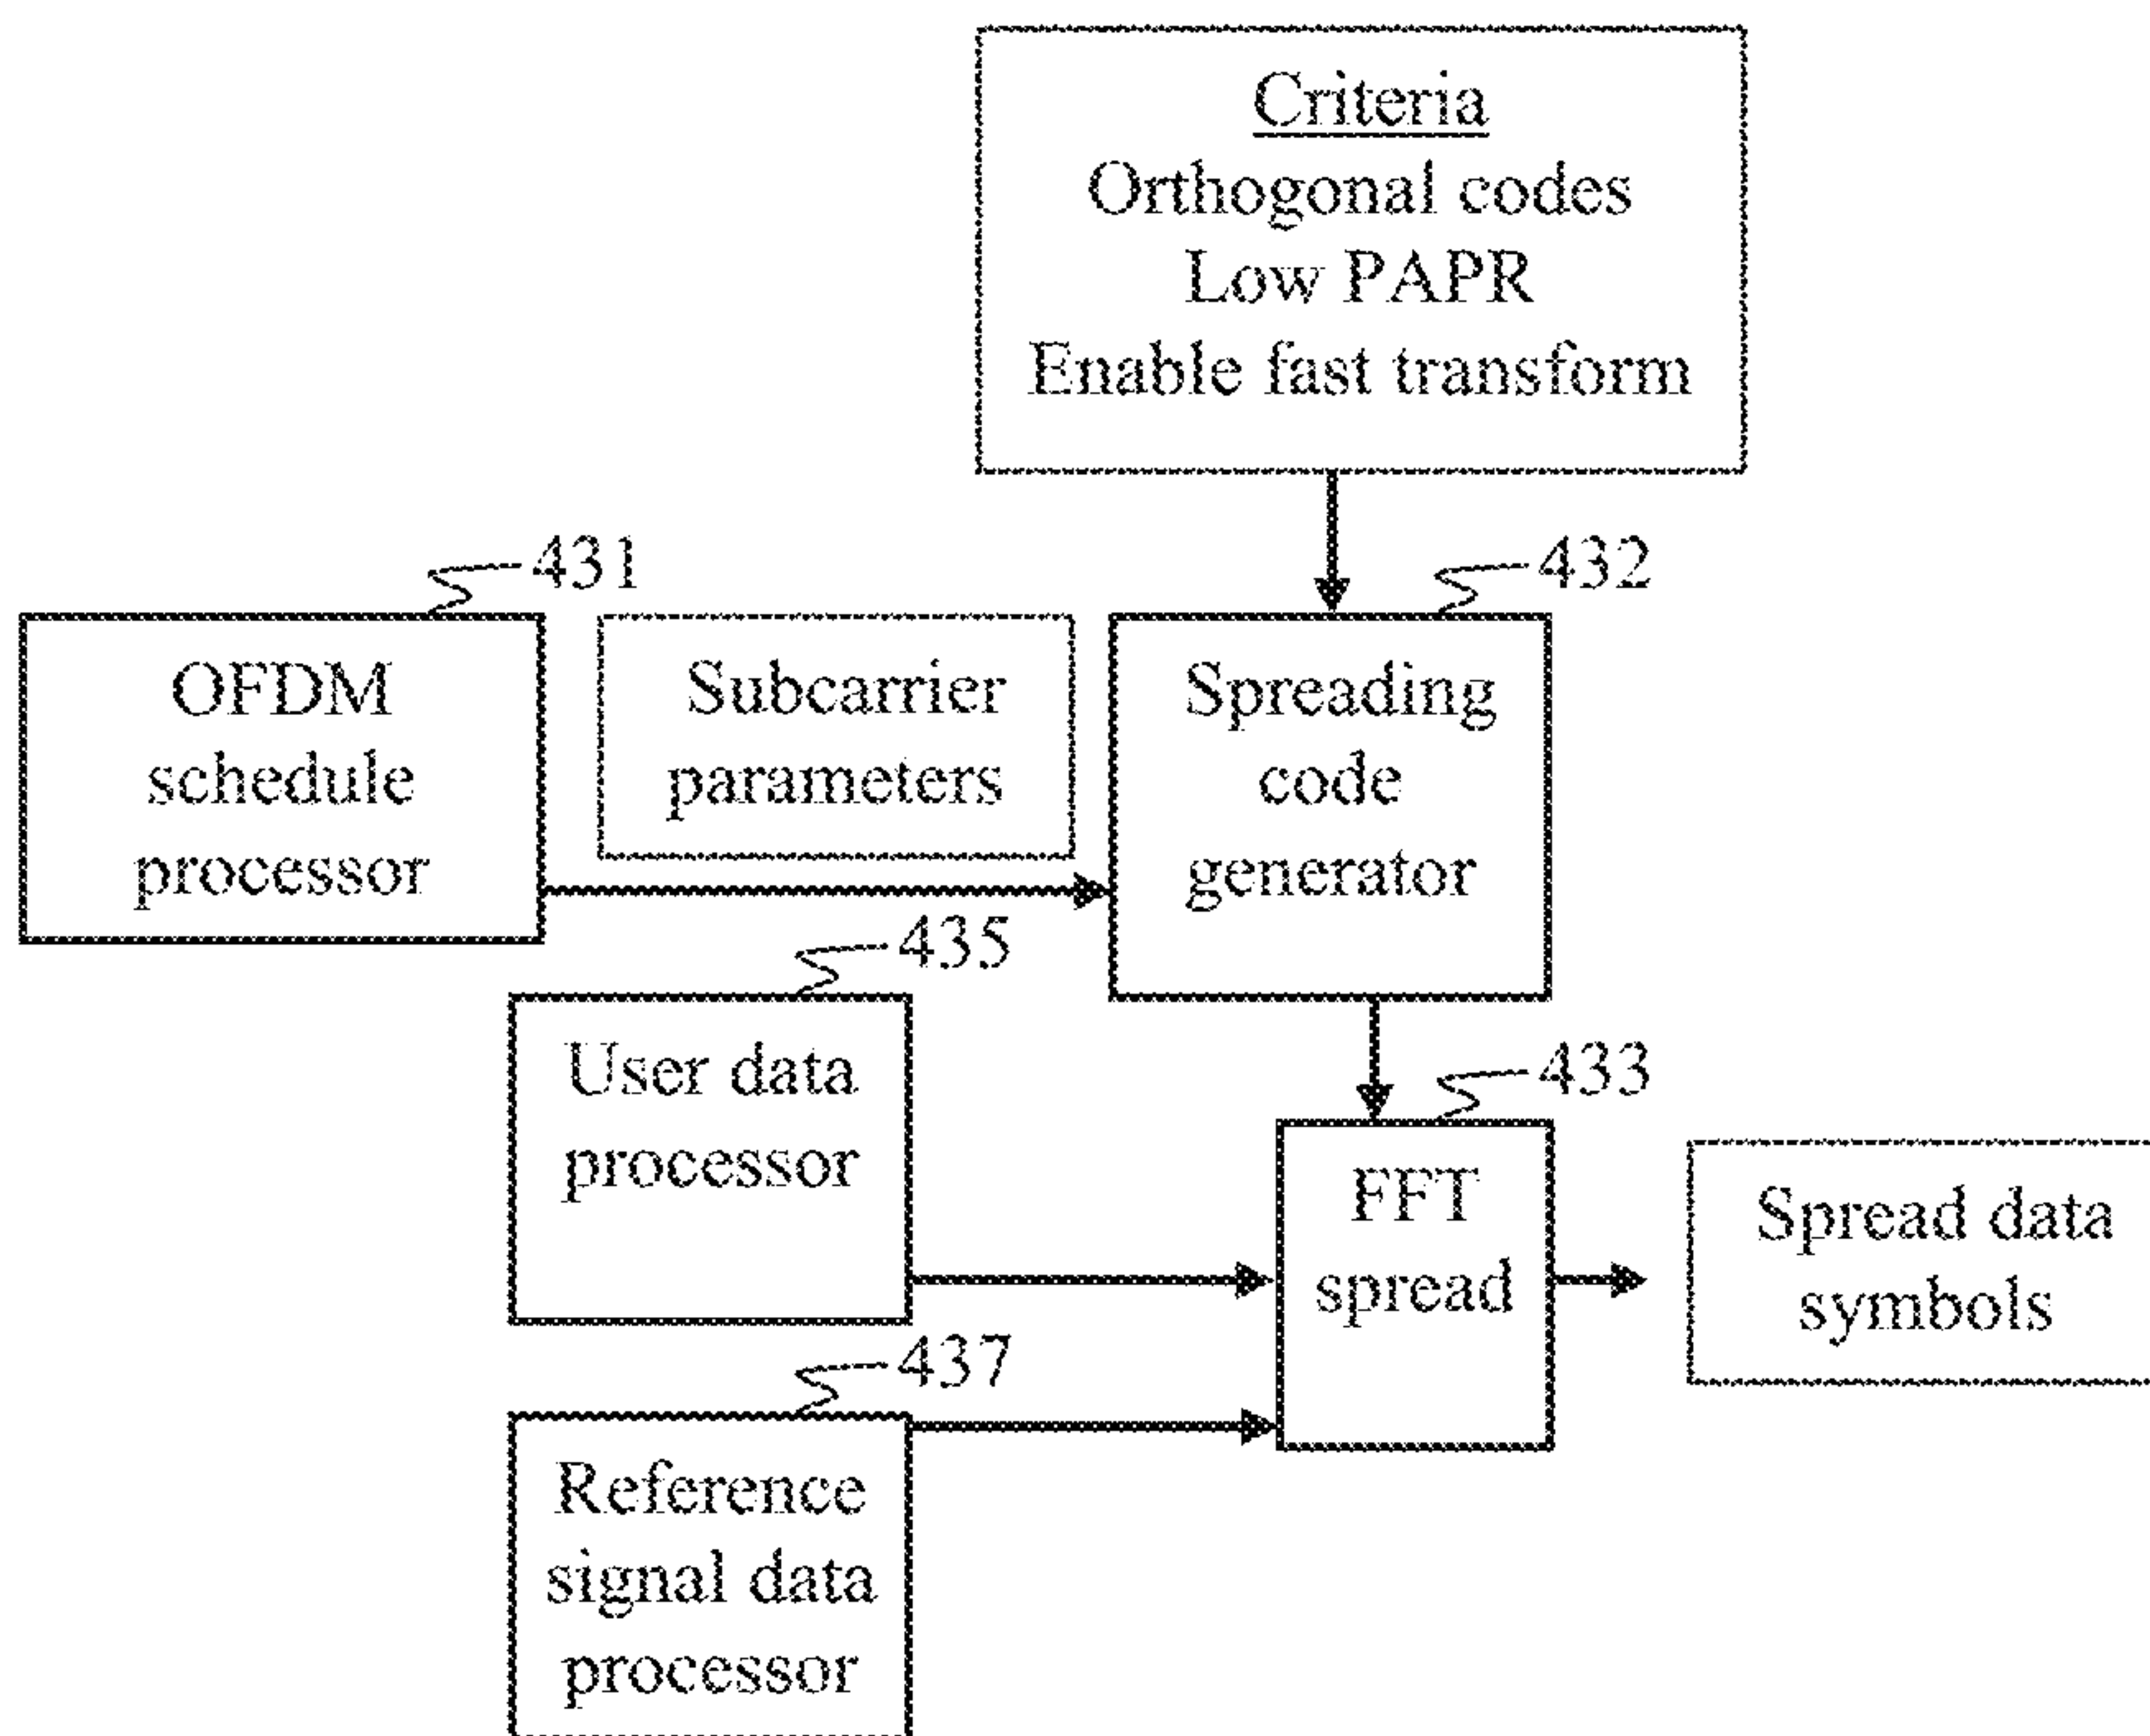 Criteria
Orthogonal codes
Low PAPR
Enable fast transform
431
432
OFDM
schedule
processor
Subcarrier
parameters
Spreading
code
generator
435
User data
processor
433
FFT
spread
Spread data
symbols
437
Reference
signal data
processor